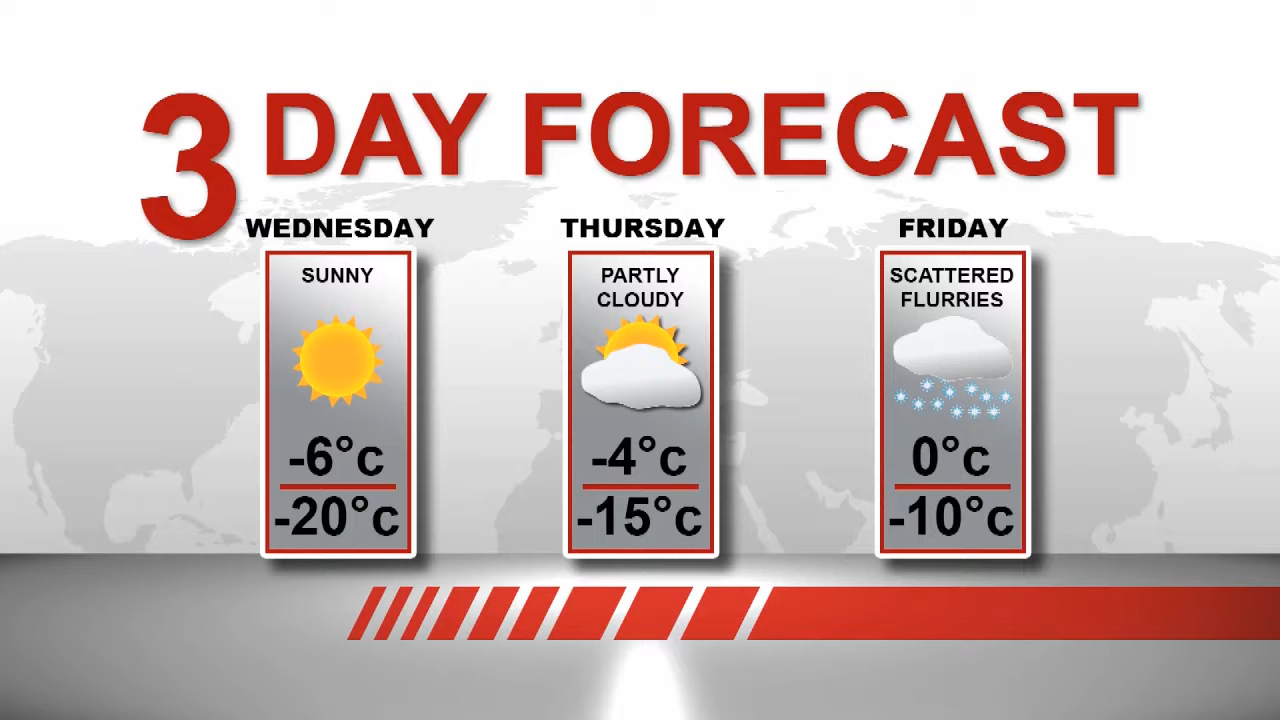 3 DAY FORECAST
WEDNESDAY
SUNNY
-6°c
-20°c
THURSDAY
PARTLY
CLOUDY
-4°c
-15°c
FRIDAY
SCATTERED
FLURRIES
0°c
-10°c